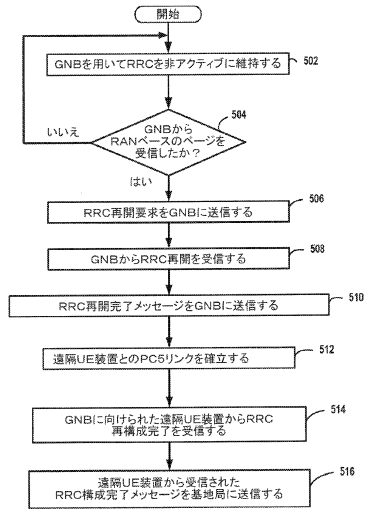 開始
GNBを用いてRRCを非アクティブに維持する
502
504
GNBから
RANベースのページを
受信したか?
いいえ
はい
506
RRC再開要求をGNBに送信する
508
GNBからRRC再開を受信する
510
RRC再開完了メッセージをGNBに送信する
512
遠隔UE装置とのPC5リンクを確立する
514
GNBに向けられた遠隔UE装置からRRC
再構成完了を受信する
516
遠隔UE装置から受信された
RRC構成完了メッセージを基地局に送信する